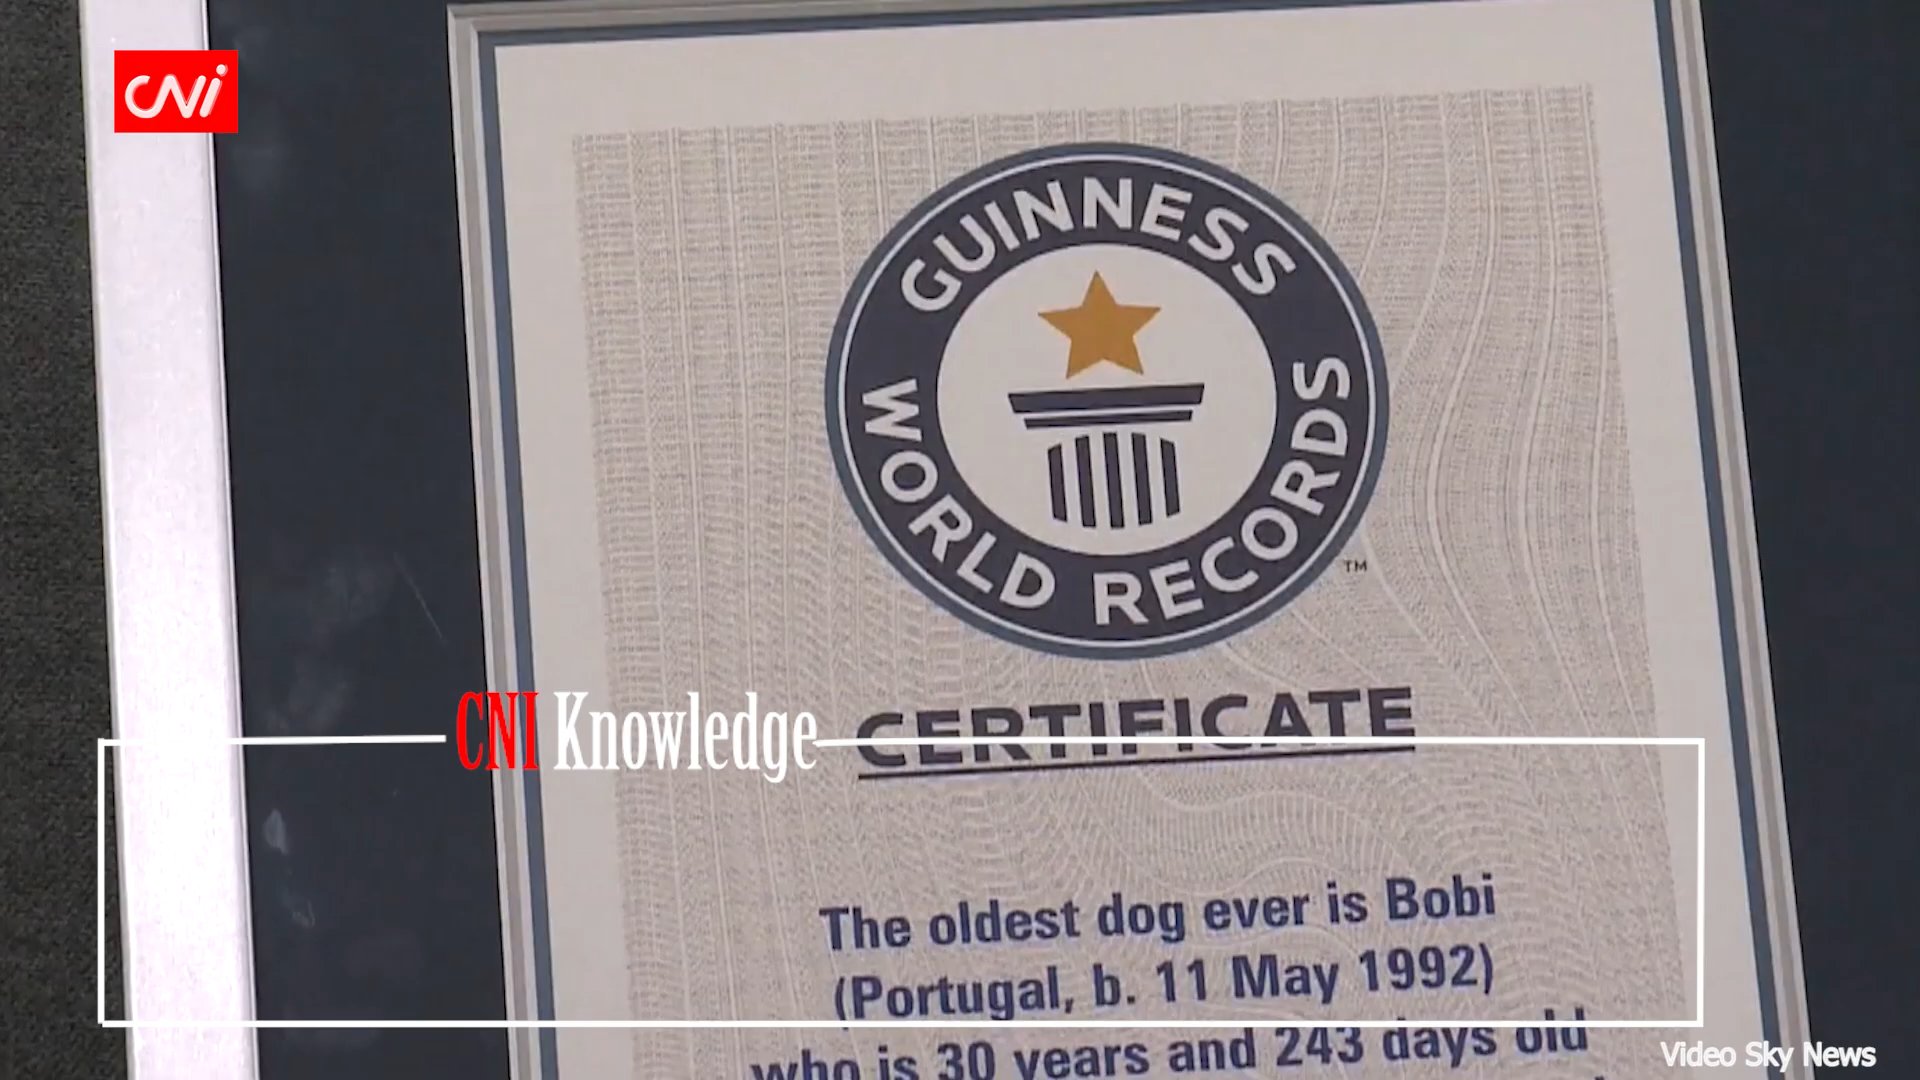 CNi
GUINNESS
WORLD RECORDS
TM
CERTIFICATE
CNI Knowledge
The oldest dog ever is Bobi
(Portugal, b. 11 May 1992)
who is 30 years and 243 days old
Video Sky News